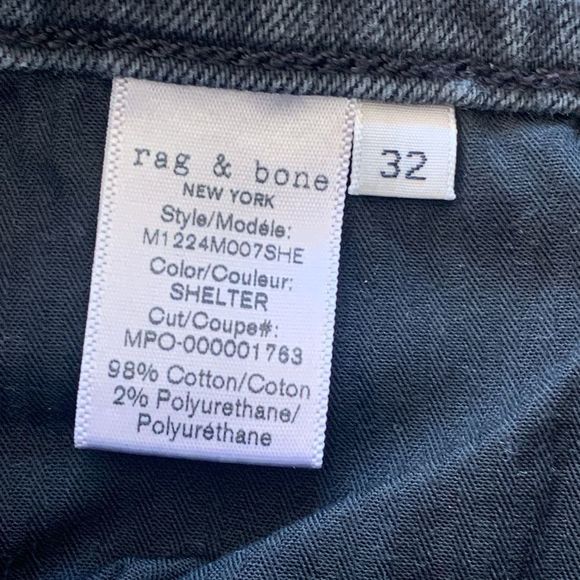 rag & bone
NEW YORK
Style/Modéle:
M1224M007SHE
Color/Couleur:
SHELTER
Cut/Coupe#:
MPO-000001763
98% Cotton/Coton
2% Polyurethane/
Polyuréthane
32